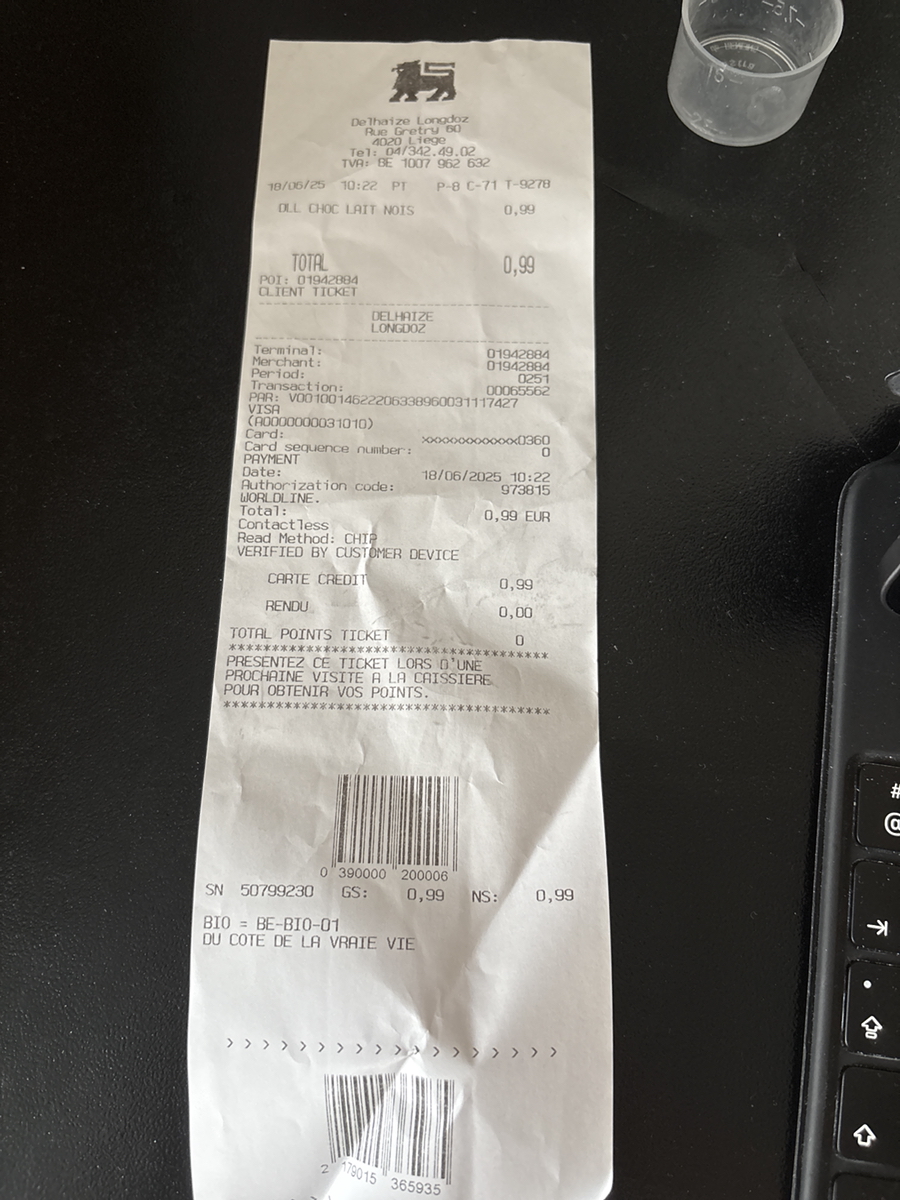 Delhaize Longdoz
Rue Gretry 60
4020 Liege
Tel: 04/342.49.02
TVA: BE 1007 962 632
18/06/25 10:22 PT P-8 C-71 T-9278
DLL CHOC LAIT NOIS 0,99
TOTAL 0,99
POI: 01942884
CLIENT TICKET
DELHAIZE
LONGDOZ
Terminal: 01942884
Merchant: 01942884
Period: 0251
Transaction: 00065562
PAR: V0010014622206338960031117427
VISA
(A0000000031010)
Card: xxxxxxxxxxxx0360
Card sequence number: 0
PAYMENT
Date: 18/06/2025 10:22
Authorization code: 973815
WORLDLINE.
Total: 0,99 EUR
Contactless
Read Method: CHIP
VERIFIED BY CUSTOMER DEVICE
CARTE CREDIT 0,99
RENDU 0,00
TOTAL POINTS TICKET 0
************************************
PRESENTEZ CE TICKET LORS D'UNE
PROCHAINE VISITE A LA CAISSIERE
POUR OBTENIR VOS POINTS.
************************************
0 390000 200006
SN 50799230 GS: 0,99 NS: 0,99
BIO = BE-BIO-01
DU COTE DE LA VRAIE VIE
> > > > > > > > > > > > > > > > > > >
2 179015 365935
7,5
15
#
@